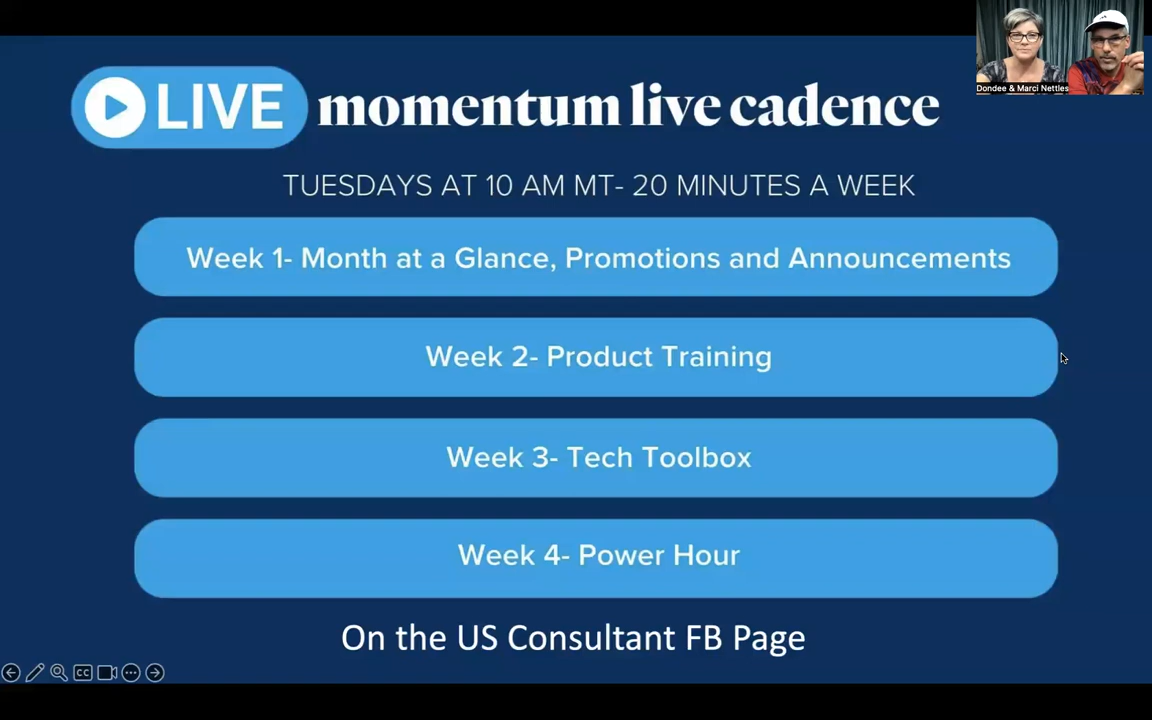 LIVE momentum live cadence
Dondee & Marci Nettles
TUESDAYS AT 10 AM MT- 20 MINUTES A WEEK
Week 1- Month at a Glance, Promotions and Announcements
Week 2- Product Training
Week 3- Tech Toolbox
Week 4- Power Hour
On the US Consultant FB Page
CC